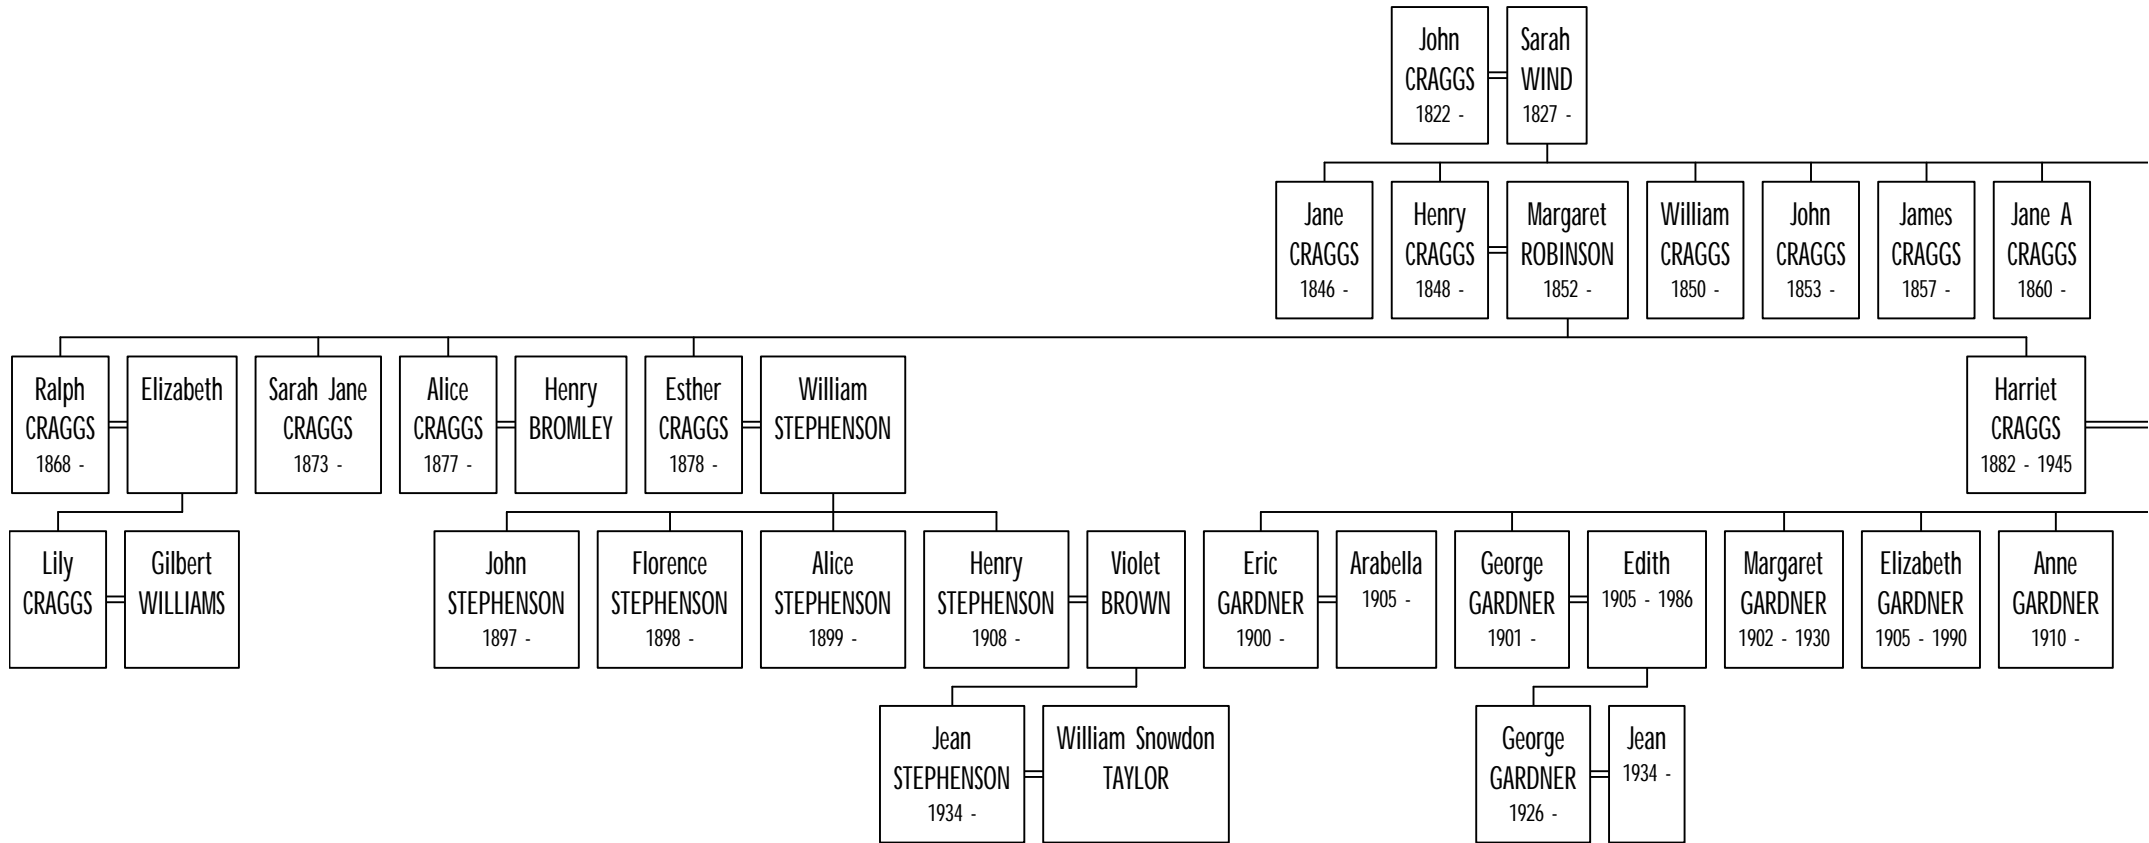 John
CRAGGS
1822 -
Sarah
WIND
1827 -
Jane
CRAGGS
1846 -
Henry
CRAGGS
1848 -
Margaret
ROBINSON
1852 -
William
CRAGGS
1850 -
John
CRAGGS
1853 -
James
CRAGGS
1857 -
Jane A
CRAGGS
1860 -
Ralph
CRAGGS
1868 -
Elizabeth
Sarah Jane
CRAGGS
1873 -
Alice
CRAGGS
1877 -
Henry
BROMLEY
Esther
CRAGGS
1878 -
William
STEPHENSON
Harriet
CRAGGS
1882 - 1945
Lily
CRAGGS
Gilbert
WILLIAMS
John
STEPHENSON
1897 -
Florence
STEPHENSON
1898 -
Alice
STEPHENSON
1899 -
Henry
STEPHENSON
1908 -
Violet
BROWN
Eric
GARDNER
1900 -
Arabella
1905 -
George
GARDNER
1901 -
Edith
1905 - 1986
Margaret
GARDNER
1902 - 1930
Elizabeth
GARDNER
1905 - 1990
Anne
GARDNER
1910 -
Jean
STEPHENSON
1934 -
William Snowdon
TAYLOR
George
GARDNER
1926 -
Jean
1934 -